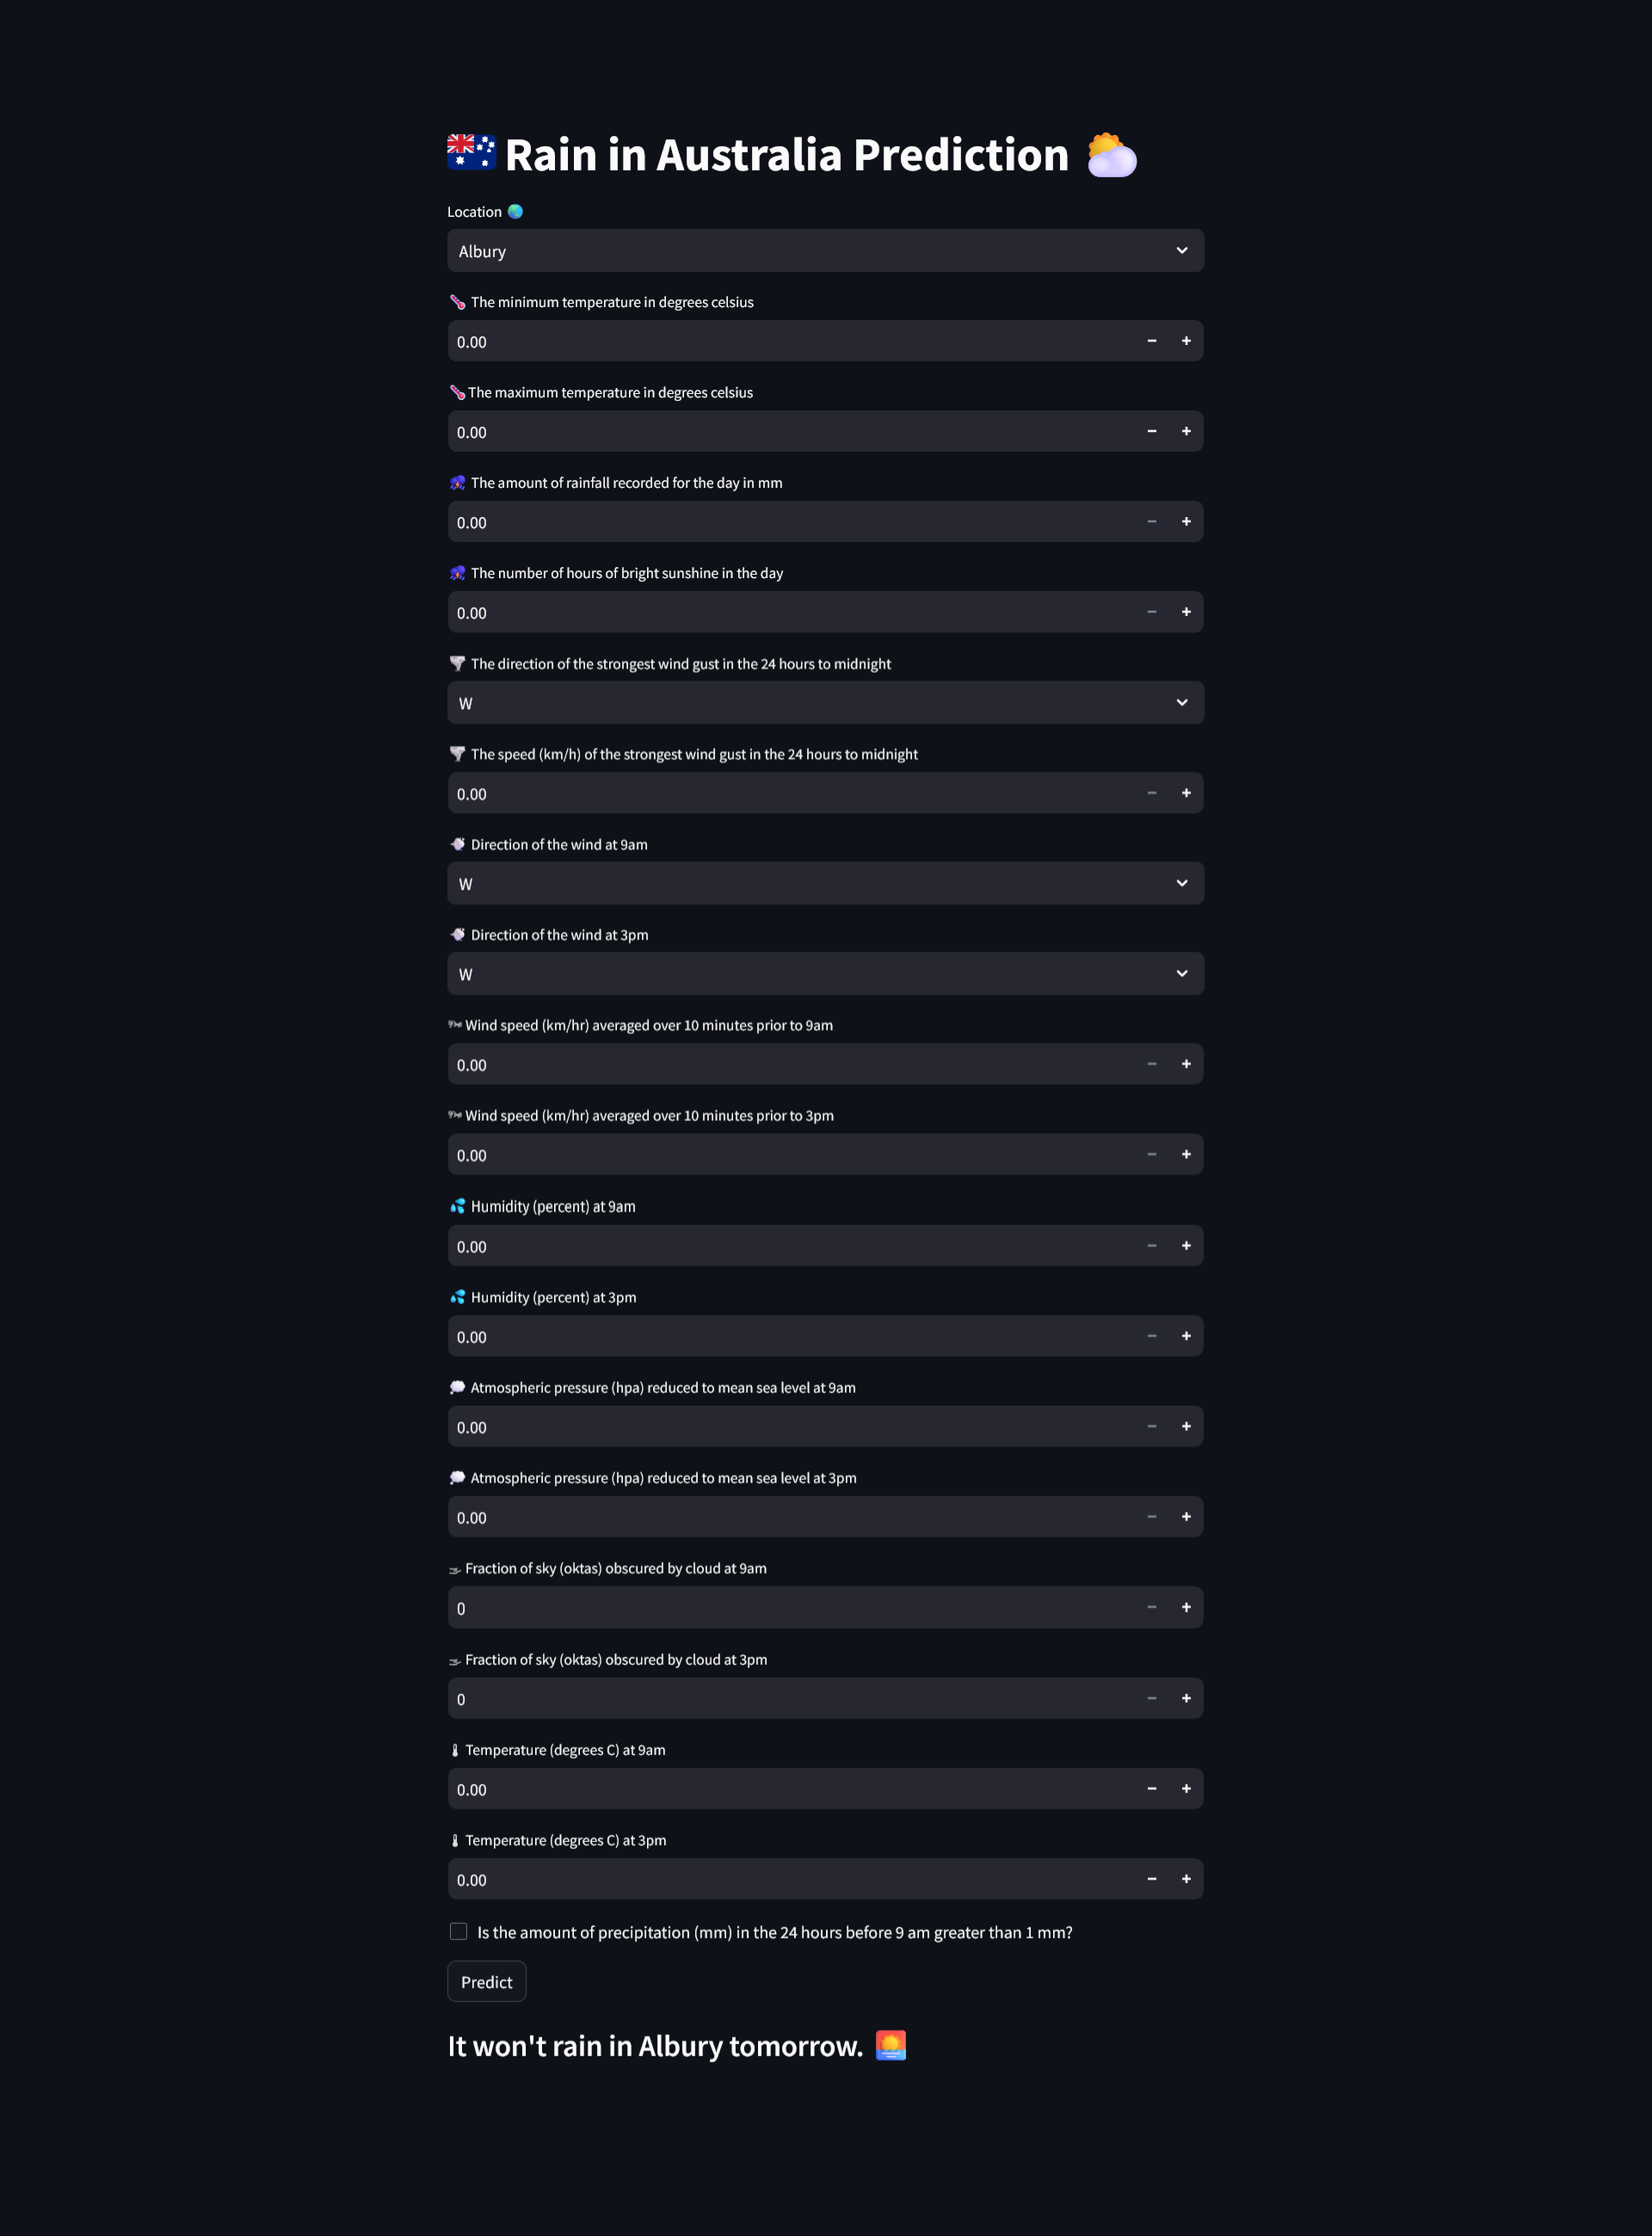 Rain in Australia Prediction
Location
Albury
The minimum temperature in degrees celsius
0.00
The maximum temperature in degrees celsius
0.00
The amount of rainfall recorded for the day in mm
0.00
The number of hours of bright sunshine in the day
0.00
The direction of the strongest wind gust in the 24 hours to midnight
W
The speed (km/h) of the strongest wind gust in the 24 hours to midnight
0.00
Direction of the wind at 9am
W
Direction of the wind at 3pm
W
Wind speed (km/hr) averaged over 10 minutes prior to 9am
0.00
Wind speed (km/hr) averaged over 10 minutes prior to 3pm
0.00
Humidity (percent) at 9am
0.00
Humidity (percent) at 3pm
0.00
Atmospheric pressure (hpa) reduced to mean sea level at 9am
0.00
Atmospheric pressure (hpa) reduced to mean sea level at 3pm
0.00
Fraction of sky (oktas) obscured by cloud at 9am
0
Fraction of sky (oktas) obscured by cloud at 3pm
0
Temperature (degrees C) at 9am
0.00
Temperature (degrees C) at 3pm
0.00
Is the amount of precipitation (mm) in the 24 hours before 9 am greater than 1 mm?
Predict
It won't rain in Albury tomorrow.